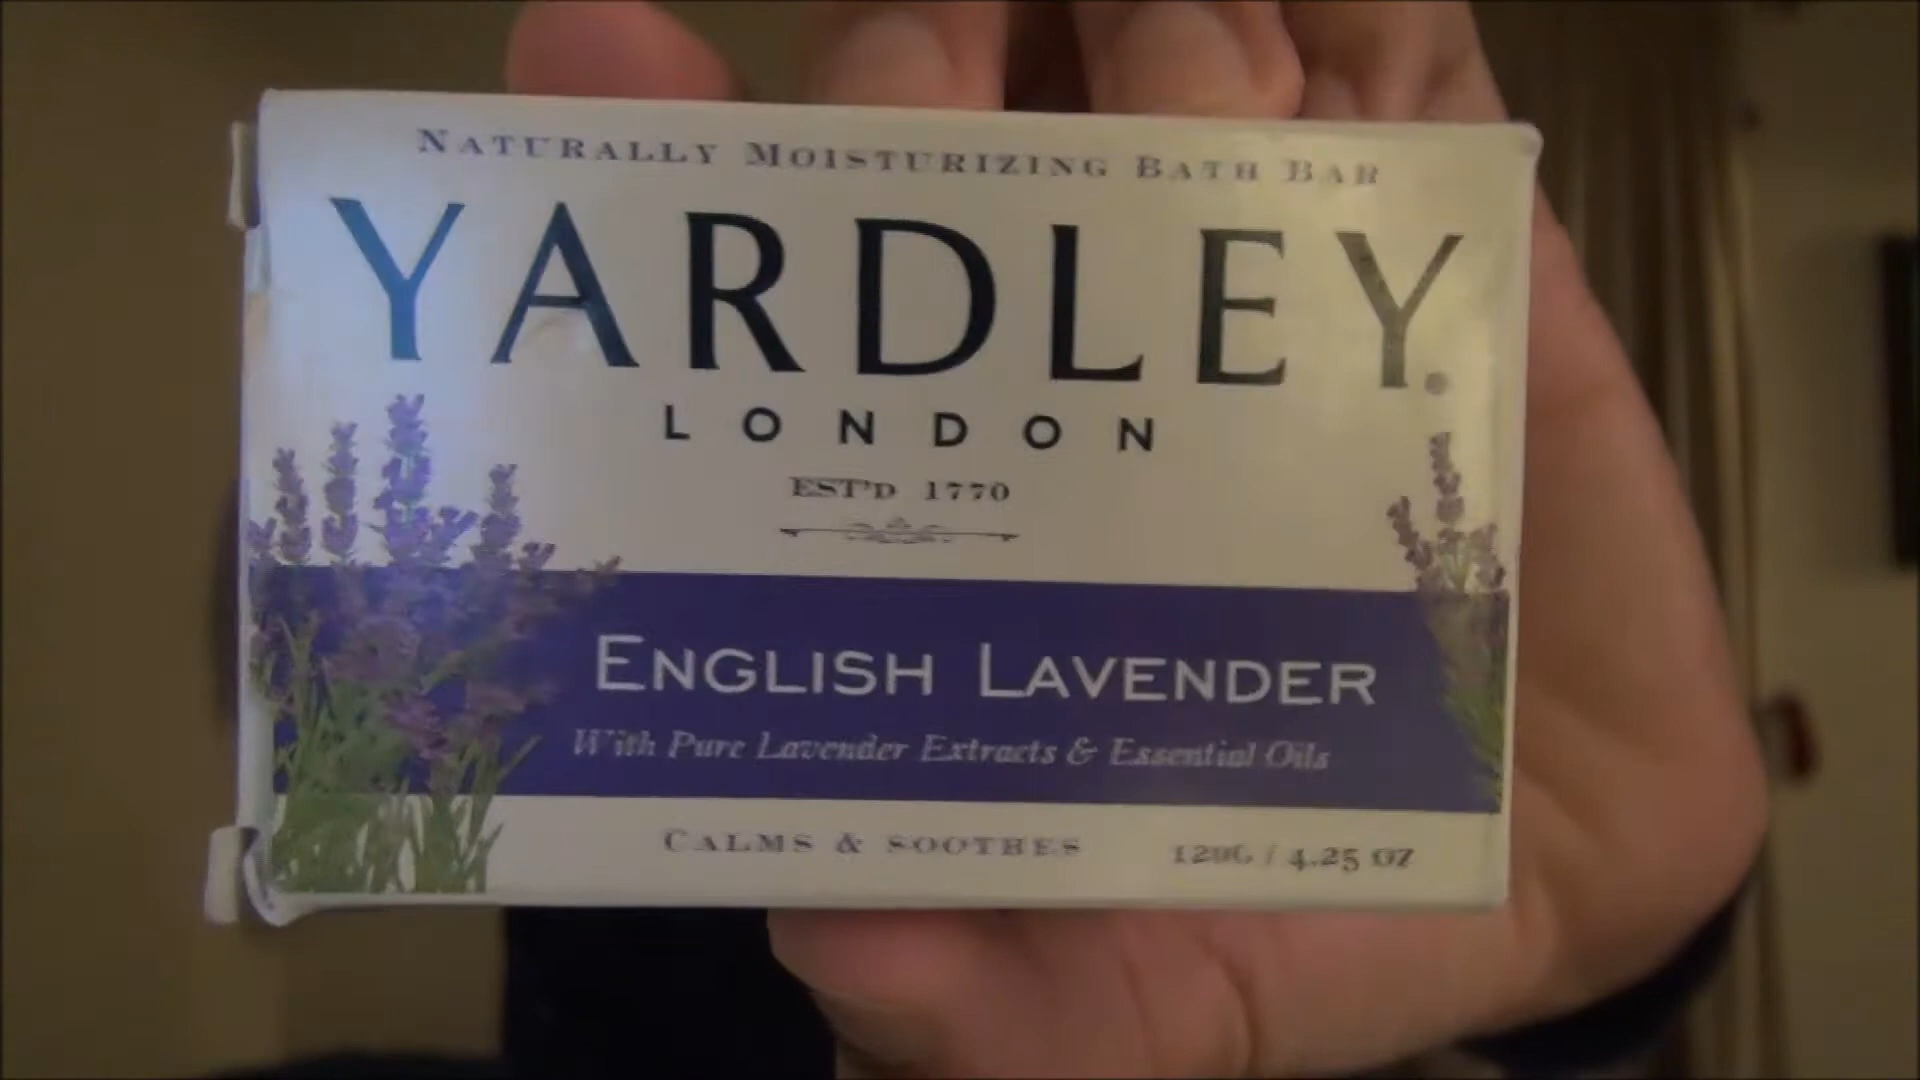 NATURALLY MOISTURIZING BATH BAR
YARDLEY.
LONDON
EST'D 1770
ENGLISH LAVENDER
With Pure Lavender Extracts & Essential Oils
CALMS & SOOTHES
120G / 4.25 OZ